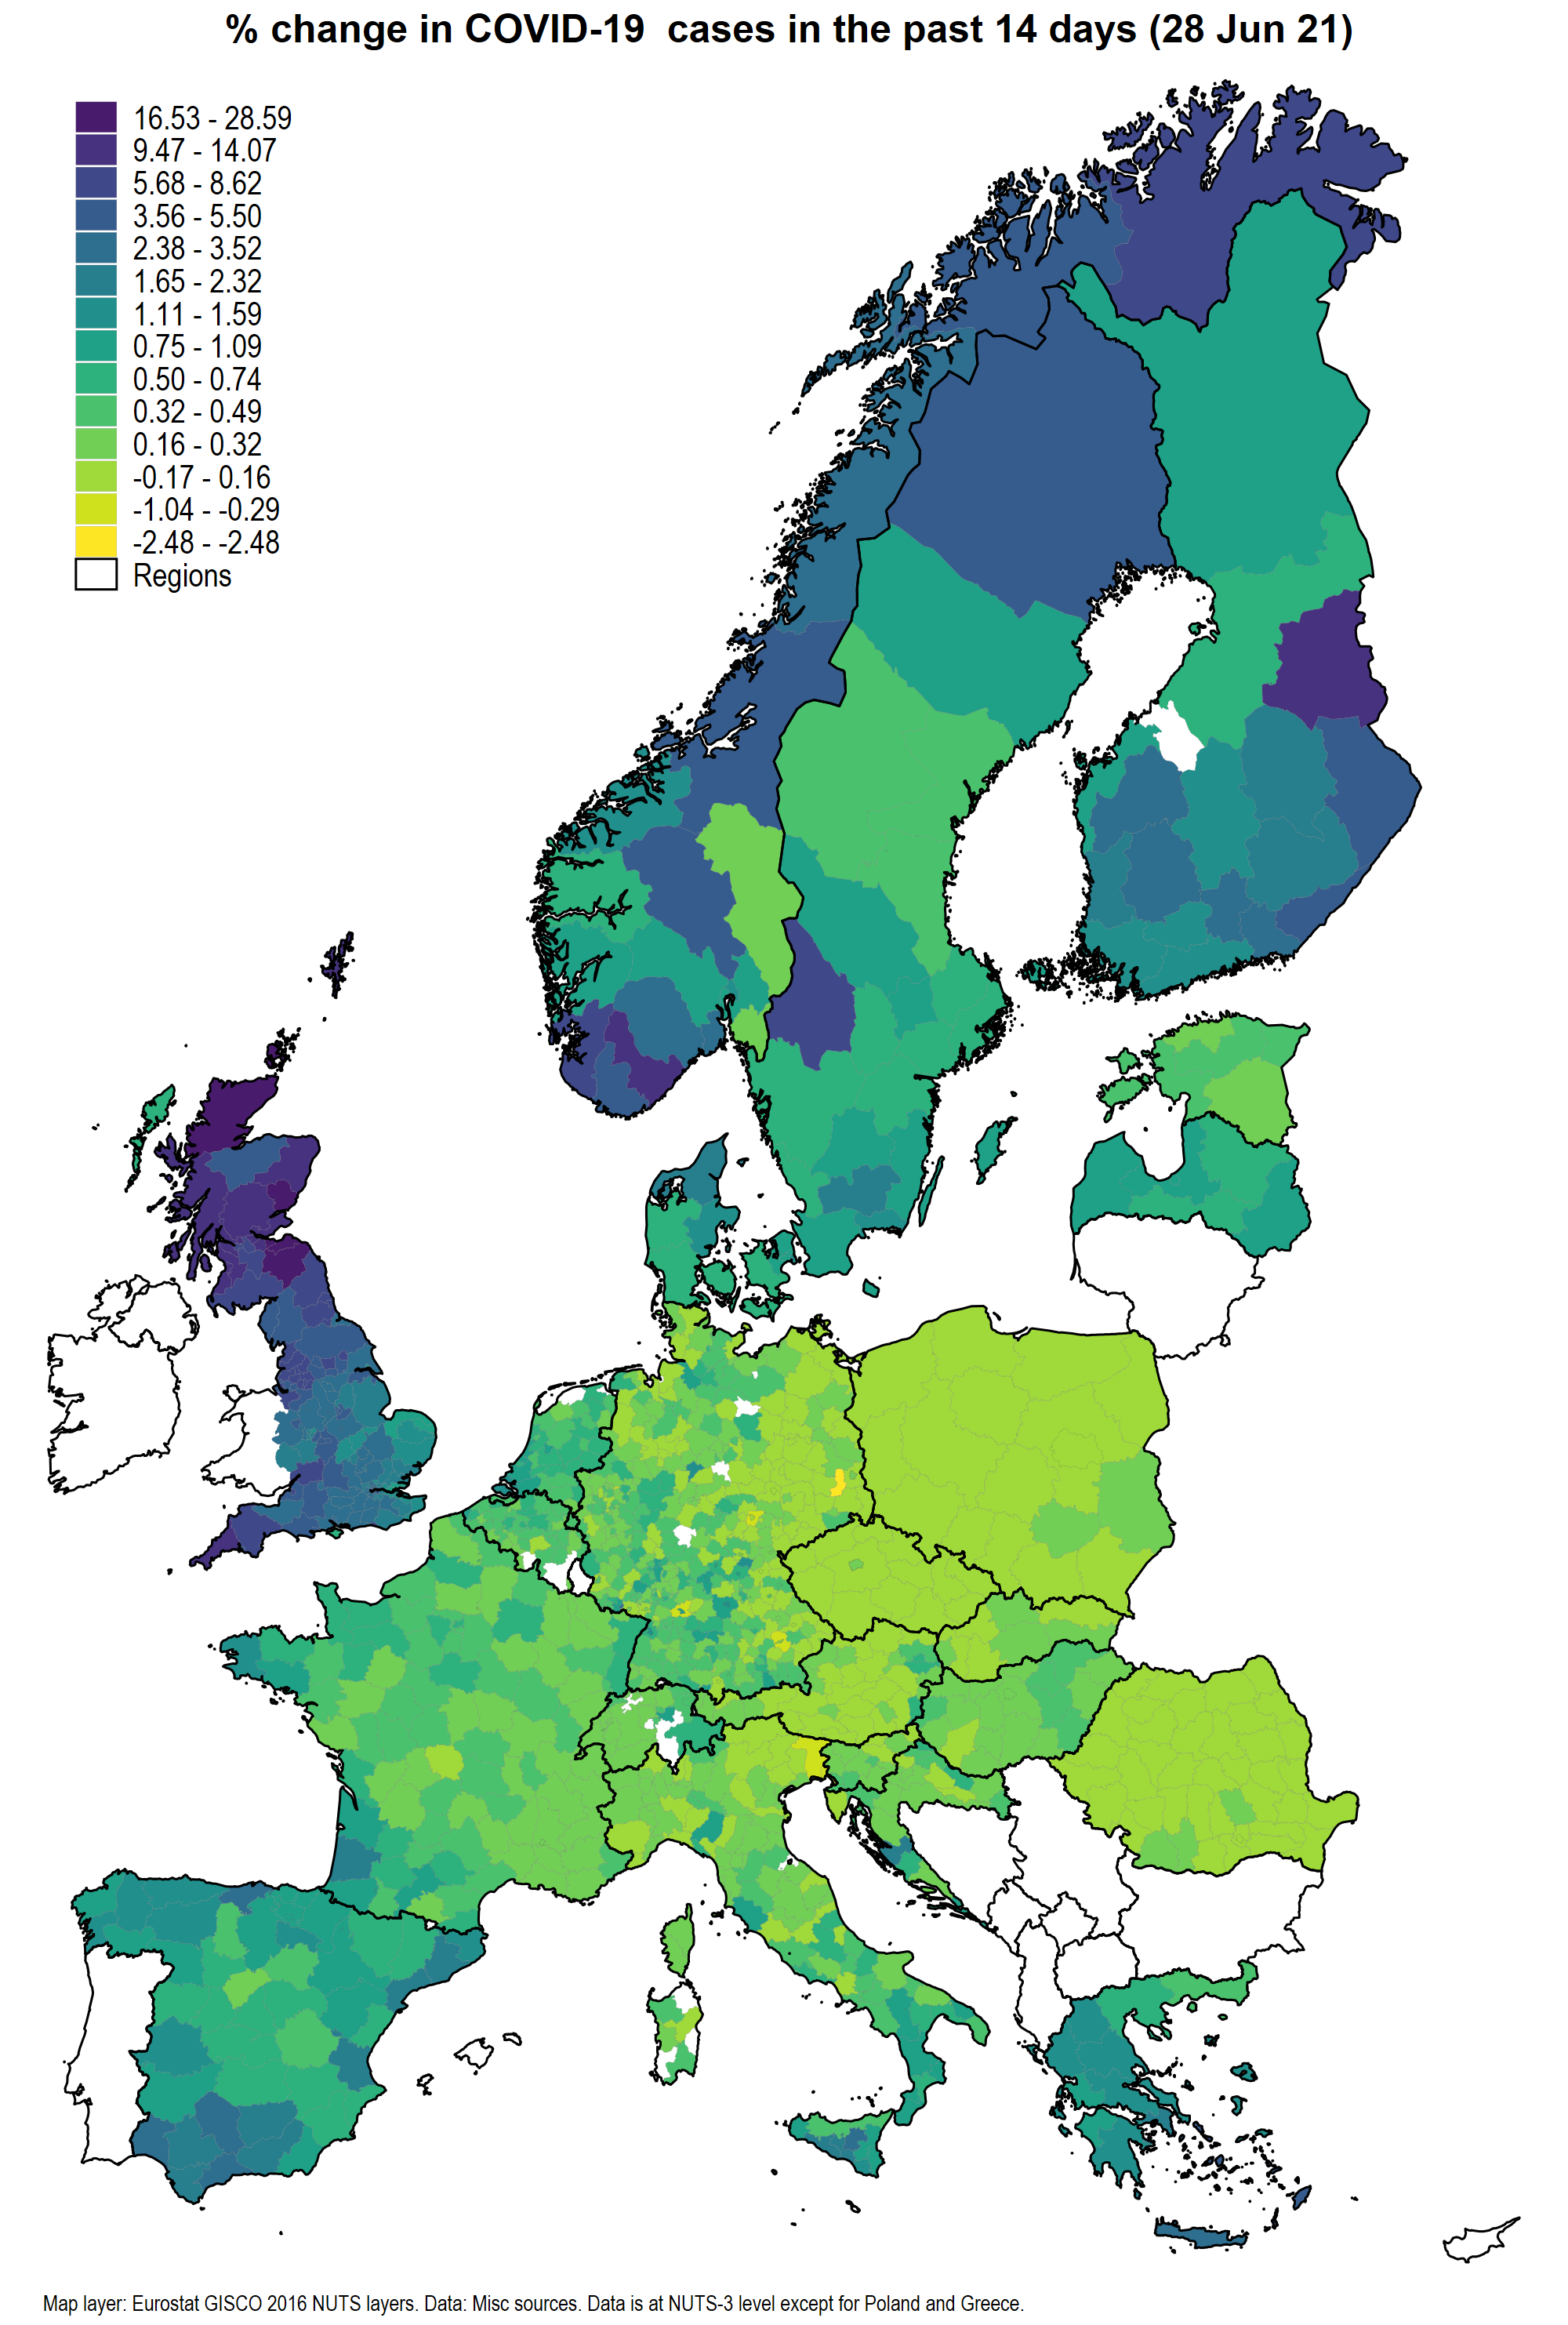 % change in COVID-19  cases in the past 14 days (28 Jun 21)
16.53 - 28.59
9.47 - 14.07
5.68 - 8.62
3.56 - 5.50
2.38 - 3.52
1.65 - 2.32
1.11 - 1.59
0.75 - 1.09
0.50 - 0.74
0.32 - 0.49
0.16 - 0.32
-0.17 - 0.16
-1.04 - -0.29
-2.48 - -2.48
Regions
Map layer: Eurostat GISCO 2016 NUTS layers. Data: Misc sources. Data is at NUTS-3 level except for Poland and Greece.